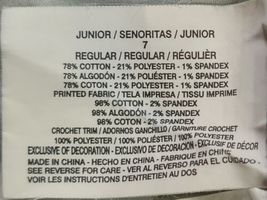 JUNIOR / SEÑORITAS / JUNIOR
7
REGULAR / REGULAR / RÉGULIÈR
78% COTTON - 21% POLYESTER - 1% SPANDEX
78% ALGODÓN - 21% POLIÉSTER - 1% SPANDEX
78% COTON - 21% POLYESTER - 1% SPANDEX
PRINTED FABRIC / TELA IMPRESA / TISSU IMPRIME
98% COTTON - 2% SPANDEX
98% ALGODÓN - 2% SPANDEX
98% COTON - 2% SPANDEX
CROCHET TRIM / ADORNOS GANCHILLO / GARNITURE CROCHET
100% POLYESTER / 100% POLIÉSTER / 100% POLYESTER
EXCLUSIVE OF DECORATION - EXCLUSIVO DE DECORACIÓN - EXCLUSIF DE DÉCOR
MADE IN CHINA - HECHO EN CHINA - FABRIQUE EN CHINE
SEE REVERSE FOR CARE - VER AL REVERSO PARA EL CUIDADO -
VOIR LES INSTRUCTIONS D'ENTRETIEN AU DOS